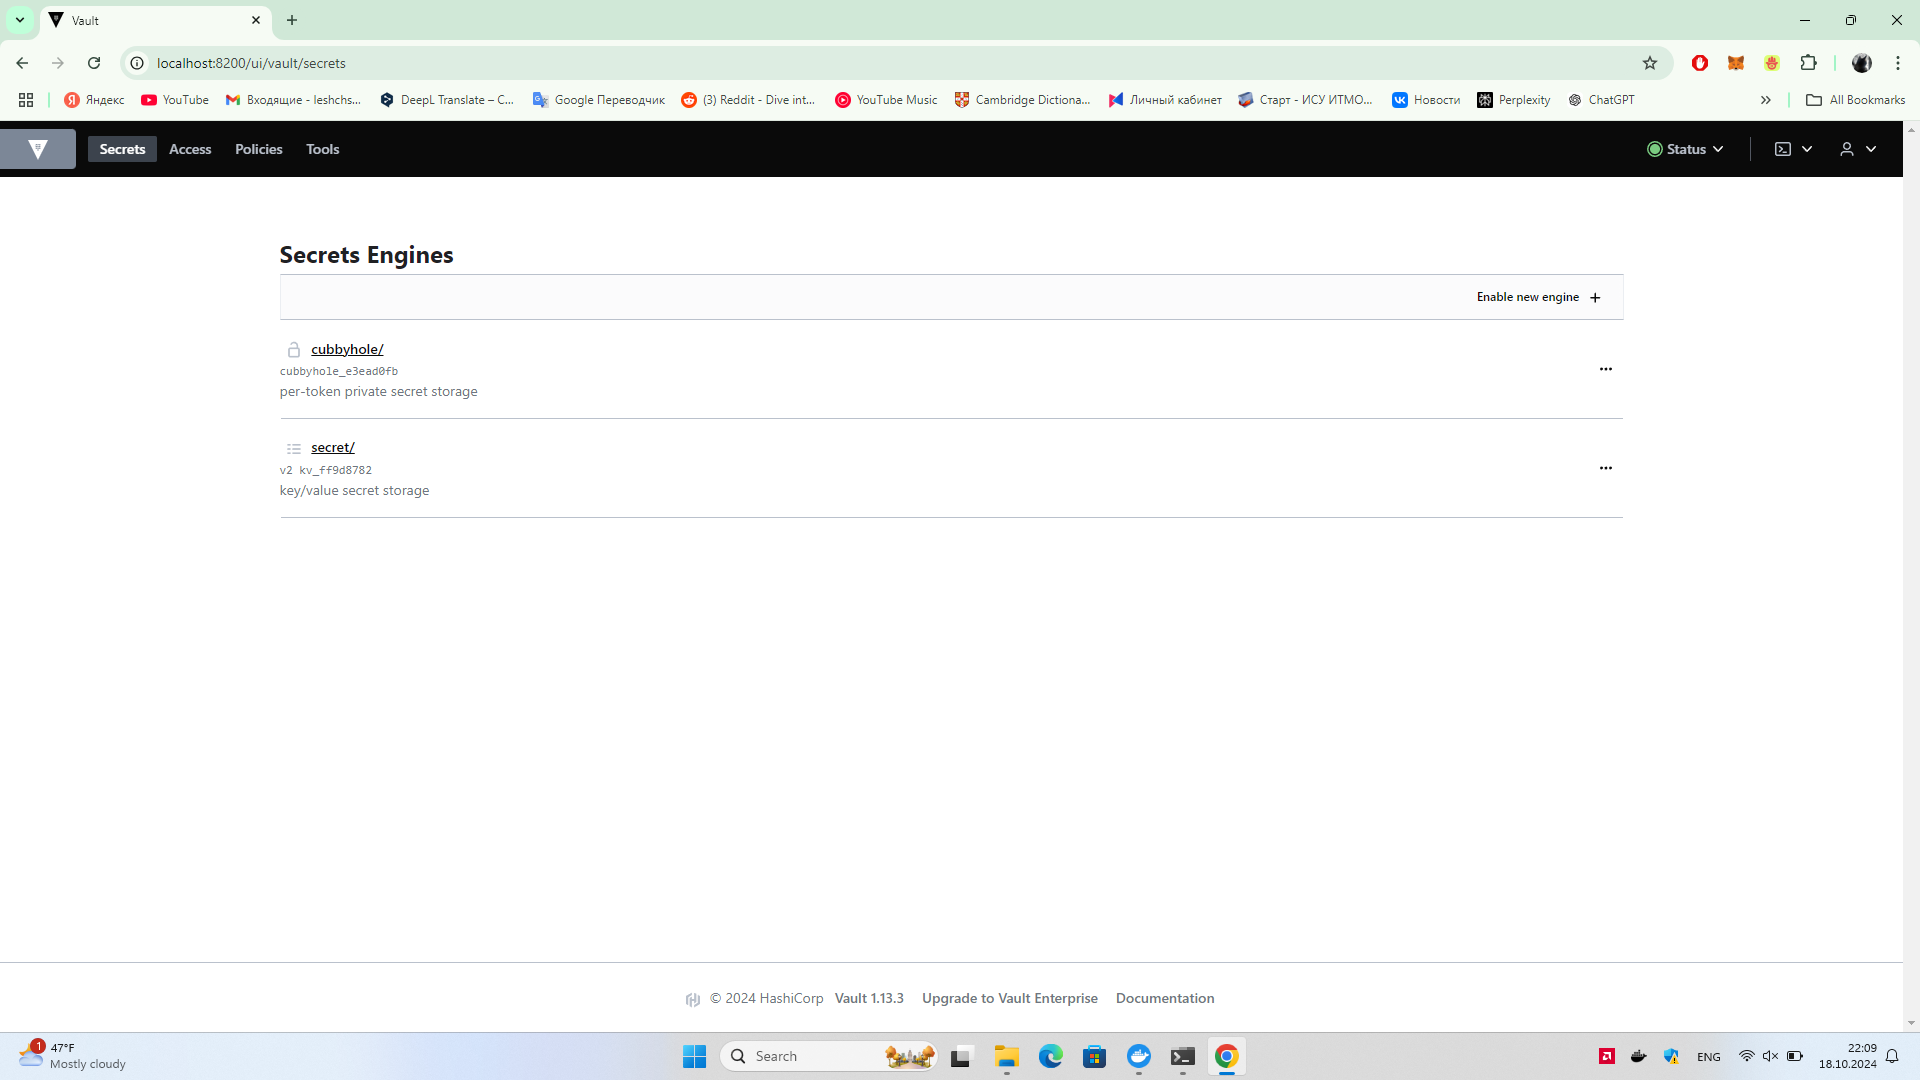 Vault
localhost:8200/ui/vault/secrets
Яндекс YouTube Входящие - leshchs... DeepL Translate – C... Google Переводчик (3) Reddit - Dive int... YouTube Music Cambridge Dictiona... Личный кабинет Старт - ИСУ ИТМО... Новости Perplexity ChatGPT All Bookmarks
Secrets Access Policies Tools Status
Secrets Engines
Enable new engine
cubbyhole/
cubbyhole_e3ead0fb
per-token private secret storage
secret/
v2 kv_ff9d8782
key/value secret storage
© 2024 HashiCorp Vault 1.13.3 Upgrade to Vault Enterprise Documentation
1
47°F
Mostly cloudy
Search
ENG
22:09
18.10.2024